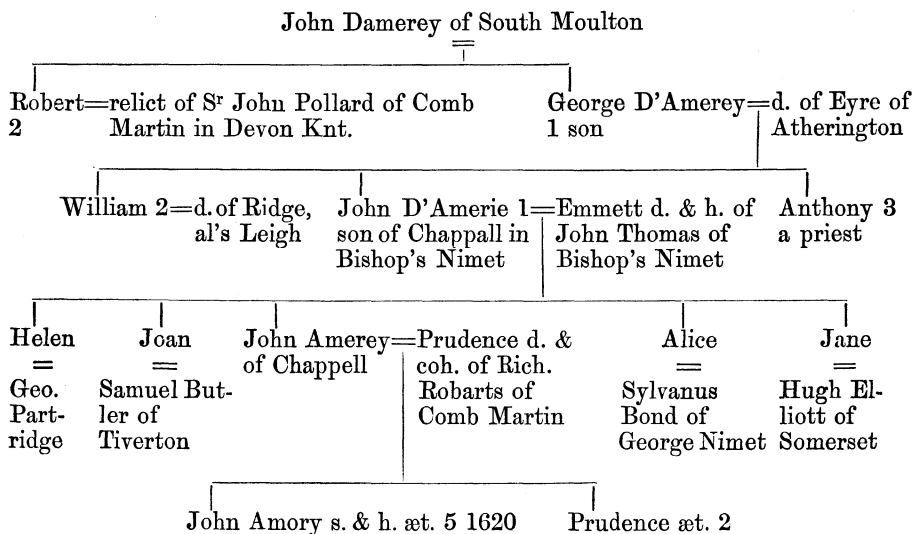 John Damerey of South Moulton
=
Robert=relict of Sʳ John Pollard of Comb
2 Martin in Devon Knt.
George D'Amerey=d. of Eyre of
1 son Atherington
William 2=d. of Ridge,
al's Leigh
John D'Amerie 1=Emmett d. & h. of
son of Chappall in John Thomas of
Bishop's Nimet Bishop's Nimet
Anthony 3
a priest
Helen
=
Geo.
Part-
ridge
Joan
=
Samuel But-
ler of
Tiverton
John Amerey=Prudence d. &
of Chappell coh. of Rich.
Robarts of
Comb Martin
Alice
=
Sylvanus
Bond of
George Nimet
Jane
=
Hugh El-
liott of
Somerset
John Amory s. & h. æt. 5 1620
Prudence æt. 2